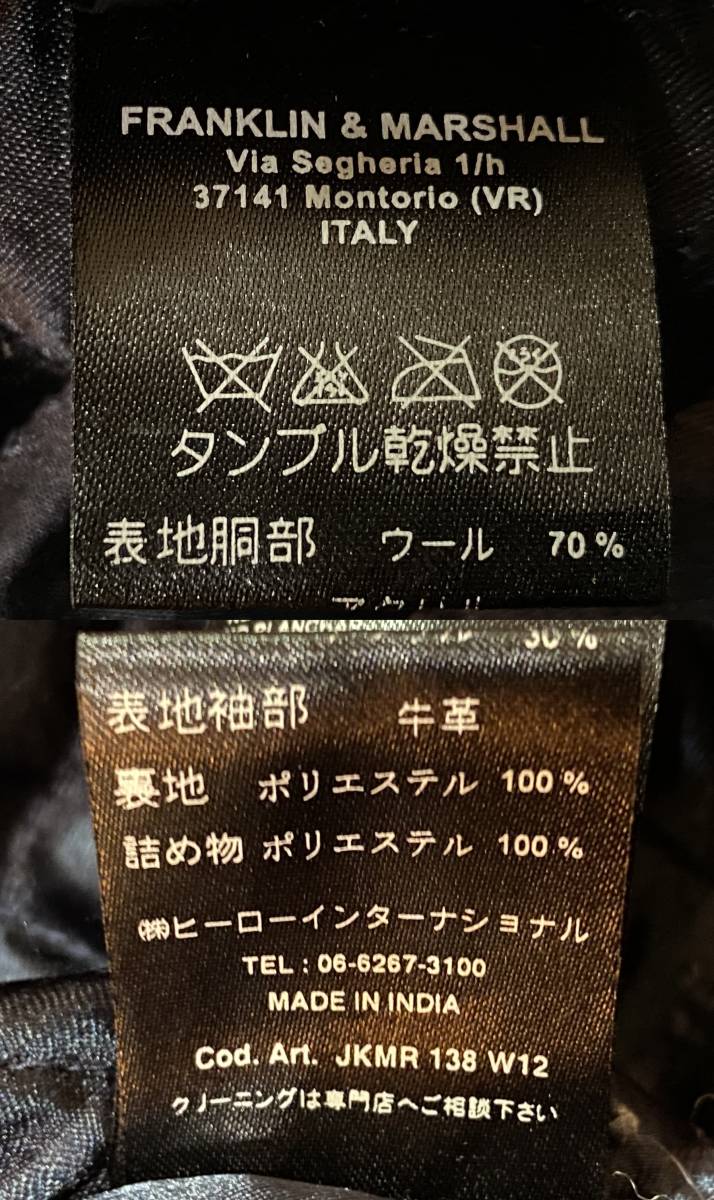 FRANKLIN & MARSHALL
Via Segheria 1/h
37141 Montorio (VR)
ITALY
タンブル乾燥禁止
表地胴部 ウール 70 %
30 %
表地袖部 牛革
裏地 ポリエステル 100 %
詰め物 ポリエステル 100 %
㈱ヒーローインターナショナル
TEL : 06-6267-3100
MADE IN INDIA
Cod. Art. JKMR 138 W12
クリーニングは専門店へご相談下さい